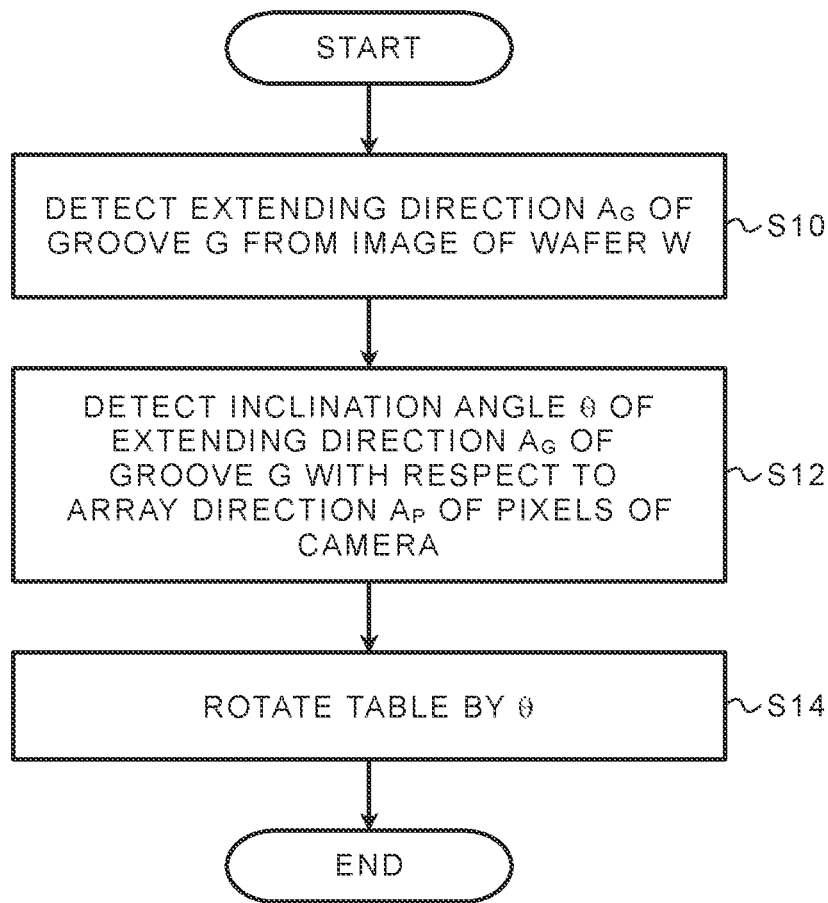 START
DETECT EXTENDING DIRECTION AG OF
GROOVE G FROM IMAGE OF WAFER W
S10
DETECT INCLINATION ANGLE θ OF
EXTENDING DIRECTION AG OF
GROOVE G WITH RESPECT TO
ARRAY DIRECTION AP OF PIXELS OF
CAMERA
S12
ROTATE TABLE BY θ
S14
END